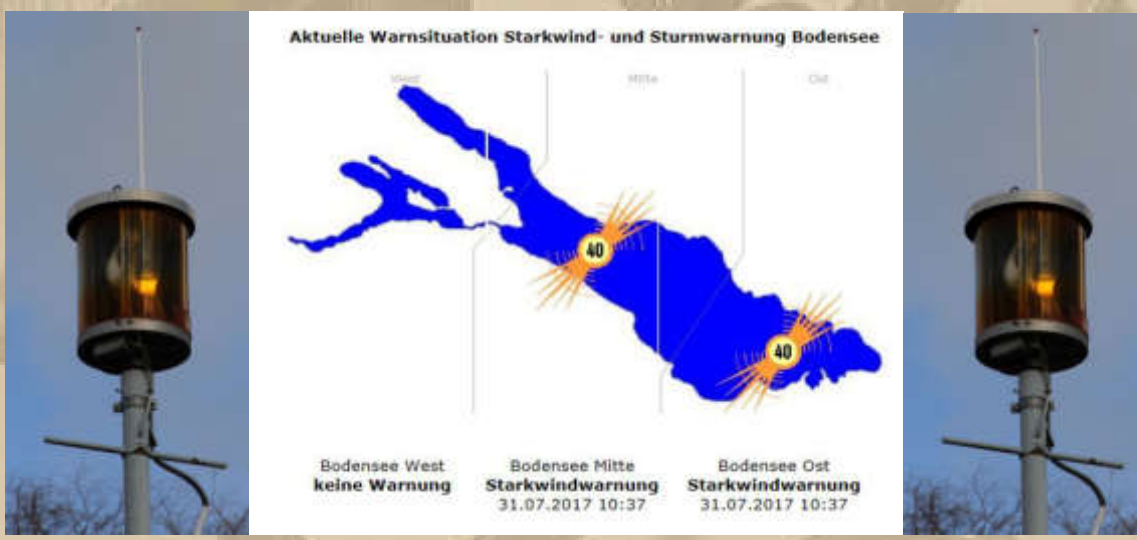 Aktuelle Warnsituation Starkwind- und Sturmwarnung Bodensee
West Mitte Ost
40
40
Bodensee West
keine Warnung
Bodensee Mitte
Starkwindwarnung
31.07.2017 10:37
Bodensee Ost
Starkwindwarnung
31.07.2017 10:37